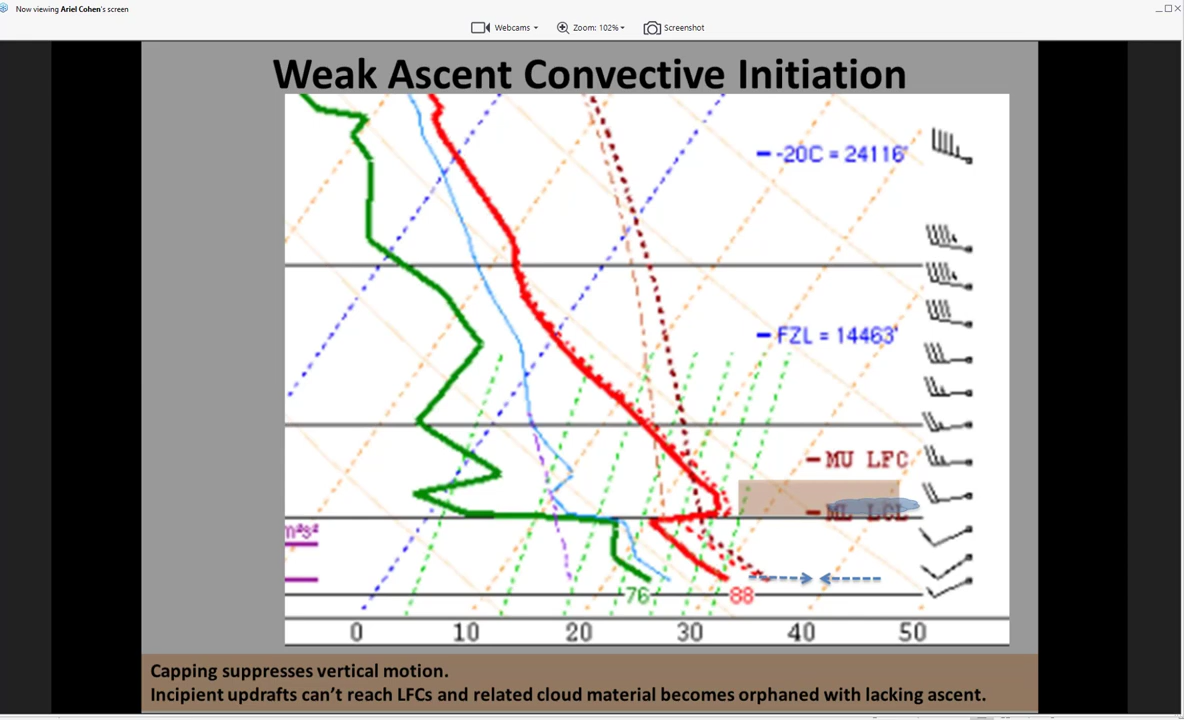 Now viewing Ariel Cohen's screen
Webcams Zoom: 102% Screenshot
Weak Ascent Convective Initiation
-20C = 24116'
FZL = 14463'
MU LFC
ML LCL
m²s²
76 88
0 10 20 30 40 50
Capping suppresses vertical motion.
Incipient updrafts can't reach LFCs and related cloud material becomes orphaned with lacking ascent.